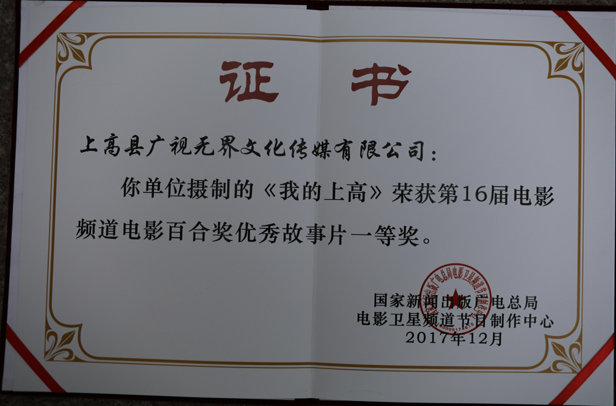 证书
上高县广视无界文化传媒有限公司：
你单位摄制的《我的上高》荣获第16届电影
频道电影百合奖优秀故事片一等奖。
国家新闻出版广电总局
电影卫星频道节目制作中心
2017年12月